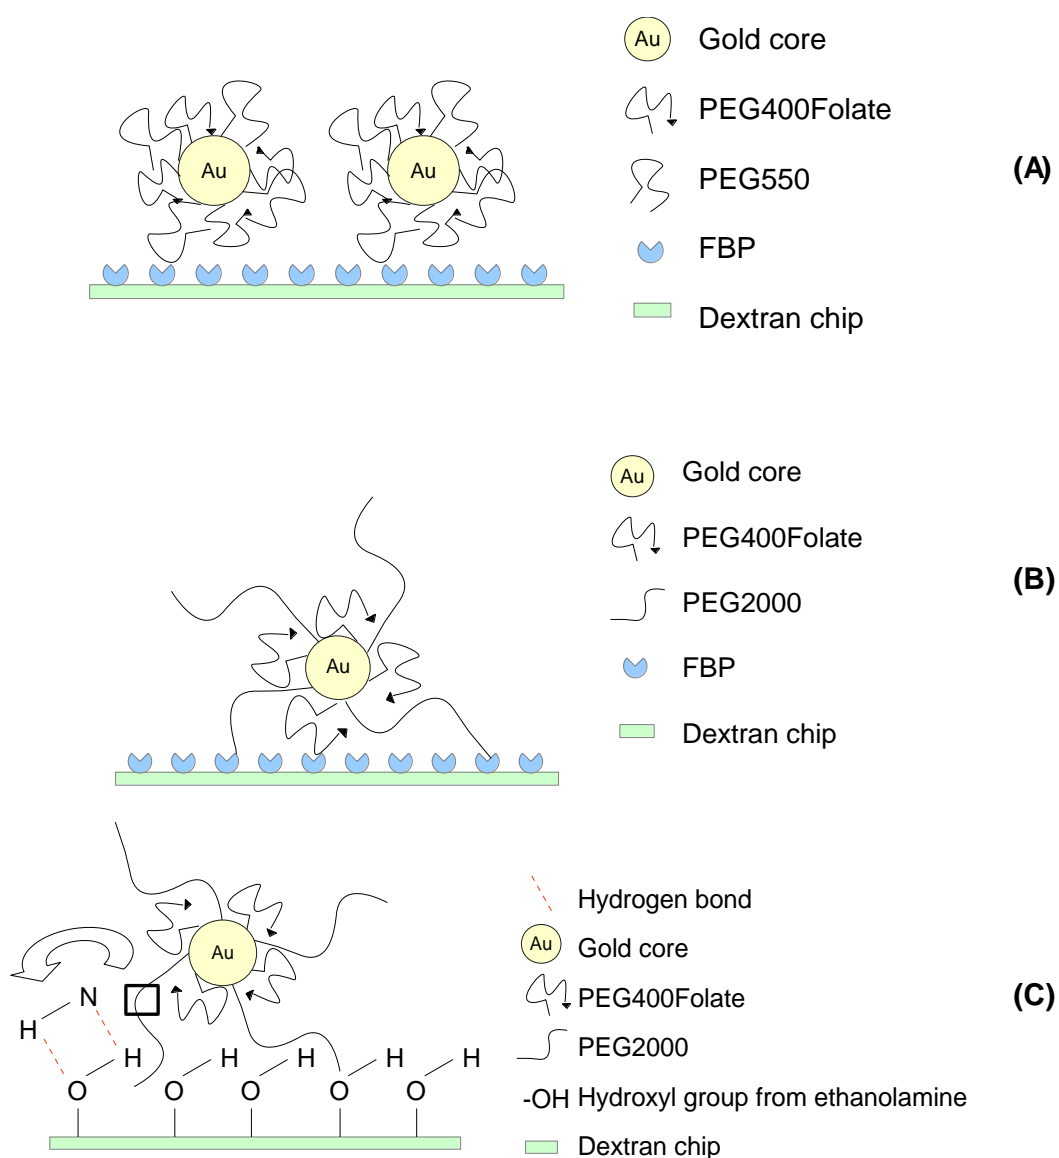 Au Gold core
PEG400Folate
Au Au
(A)
PEG550
FBP
Dextran chip
Au Gold core
PEG400Folate
(B)
PEG2000
Au
FBP
Dextran chip
Hydrogen bond
Au
Au Gold core
N
PEG400Folate
(C)
H
H H H H H
PEG2000
O O O O O
-OH Hydroxyl group from ethanolamine
Dextran chip